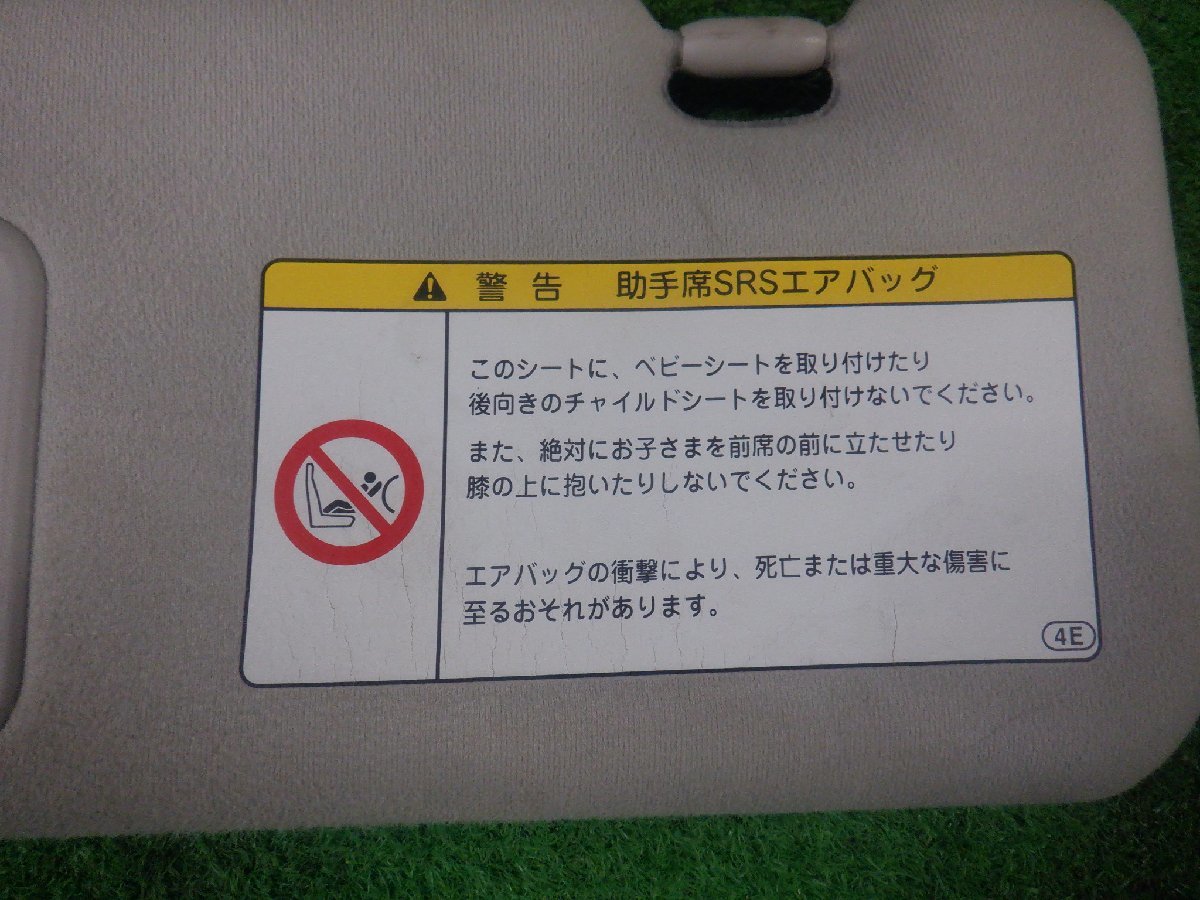 警告 助手席SRSエアバッグ
このシートに、ベビーシートを取り付けたり
後向きのチャイルドシートを取り付けないでください。
また、絶対にお子さまを前席の前に立たせたり
膝の上に抱いたりしないでください。
エアバッグの衝撃により、死亡または重大な傷害に
至るおそれがあります。
4E